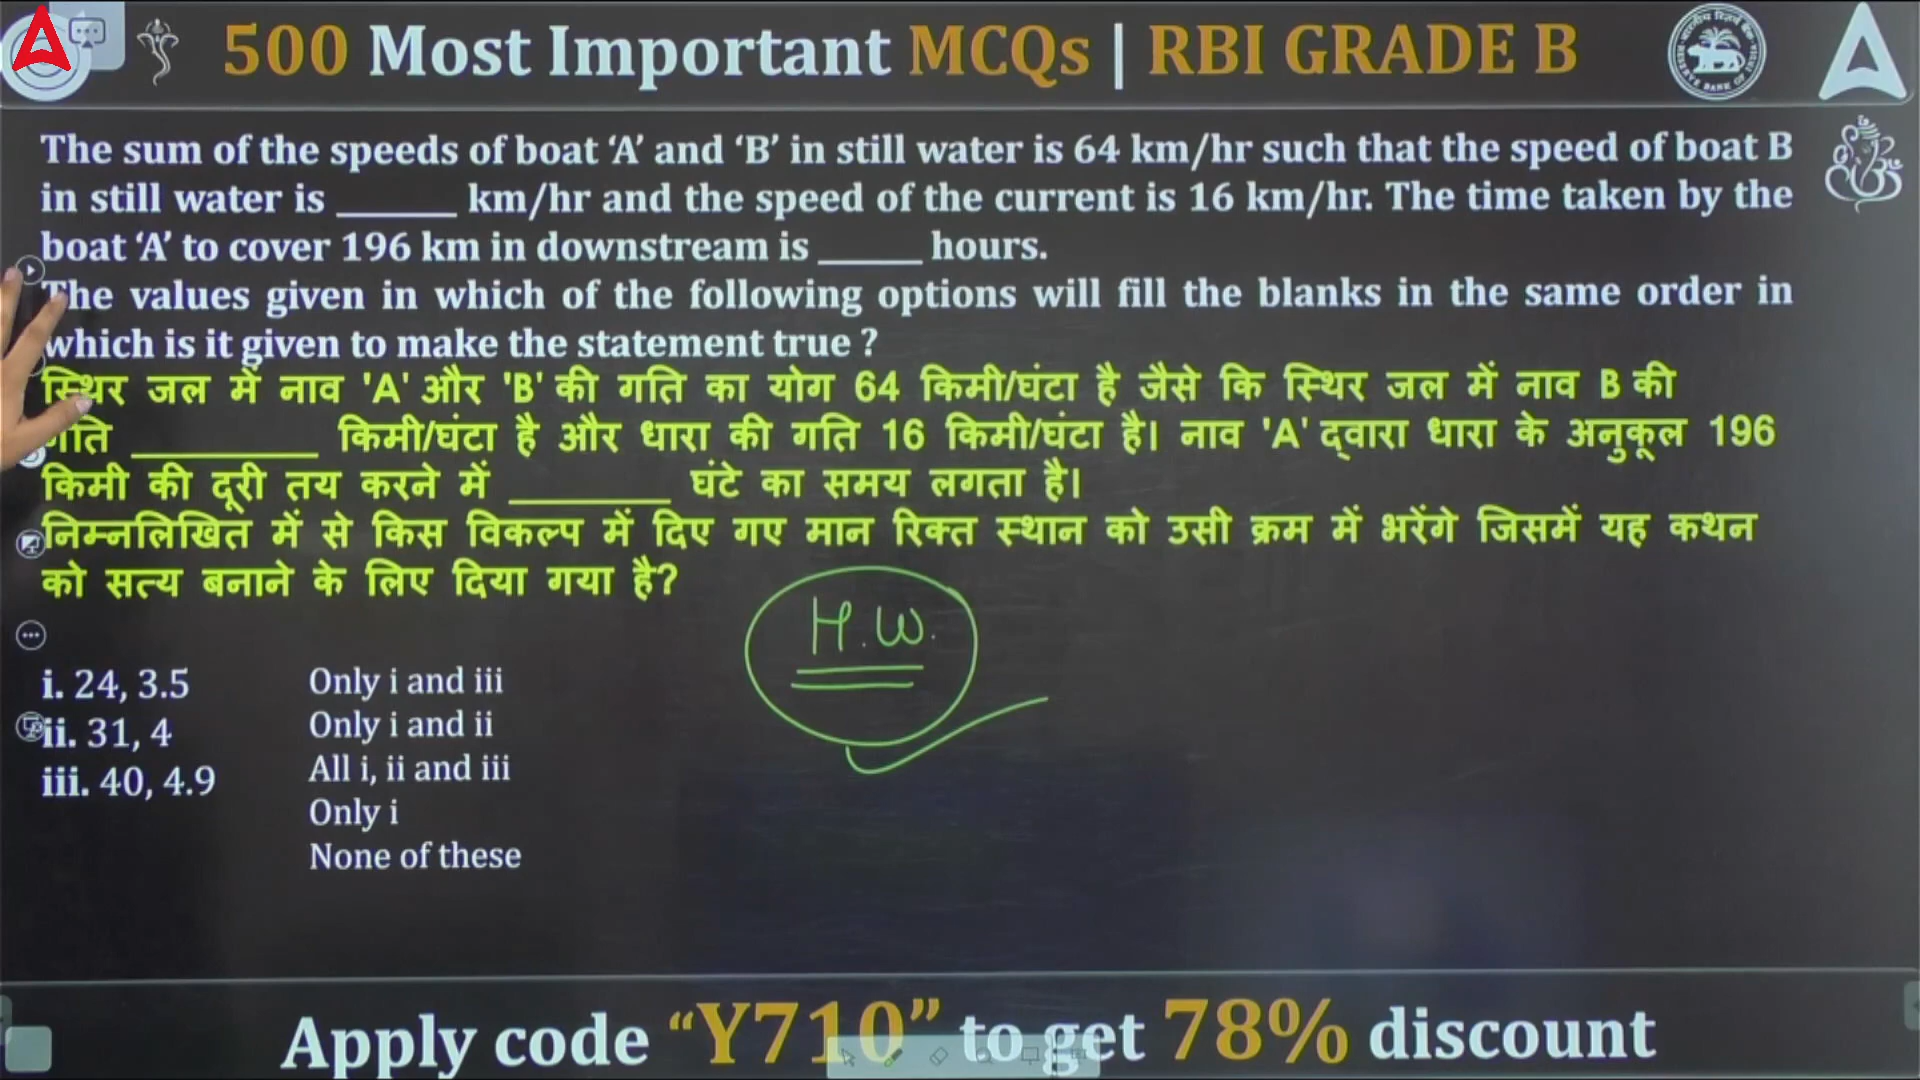 500 Most Important MCQs | RBI GRADE B
The sum of the speeds of boat ‘A’ and ‘B’ in still water is 64 km/hr such that the speed of boat B
in still water is ______ km/hr and the speed of the current is 16 km/hr. The time taken by the
boat ‘A’ to cover 196 km in downstream is _____ hours.
The values given in which of the following options will fill the blanks in the same order in
which is it given to make the statement true ?
स्थिर जल में नाव 'A' और 'B' की गति का योग 64 किमी/घंटा है जैसे कि स्थिर जल में नाव B की
गति _________ किमी/घंटा है और धारा की गति 16 किमी/घंटा है। नाव 'A' द्वारा धारा के अनुकूल 196
किमी की दूरी तय करने में ________ घंटे का समय लगता है।
निम्नलिखित में से किस विकल्प में दिए गए मान रिक्त स्थान को उसी क्रम में भरेंगे जिसमें यह कथन
को सत्य बनाने के लिए दिया गया है?
H.W.
i. 24, 3.5
ii. 31, 4
iii. 40, 4.9
Only i and iii
Only i and ii
All i, ii and iii
Only i
None of these
Apply code “Y710” to get 78% discount